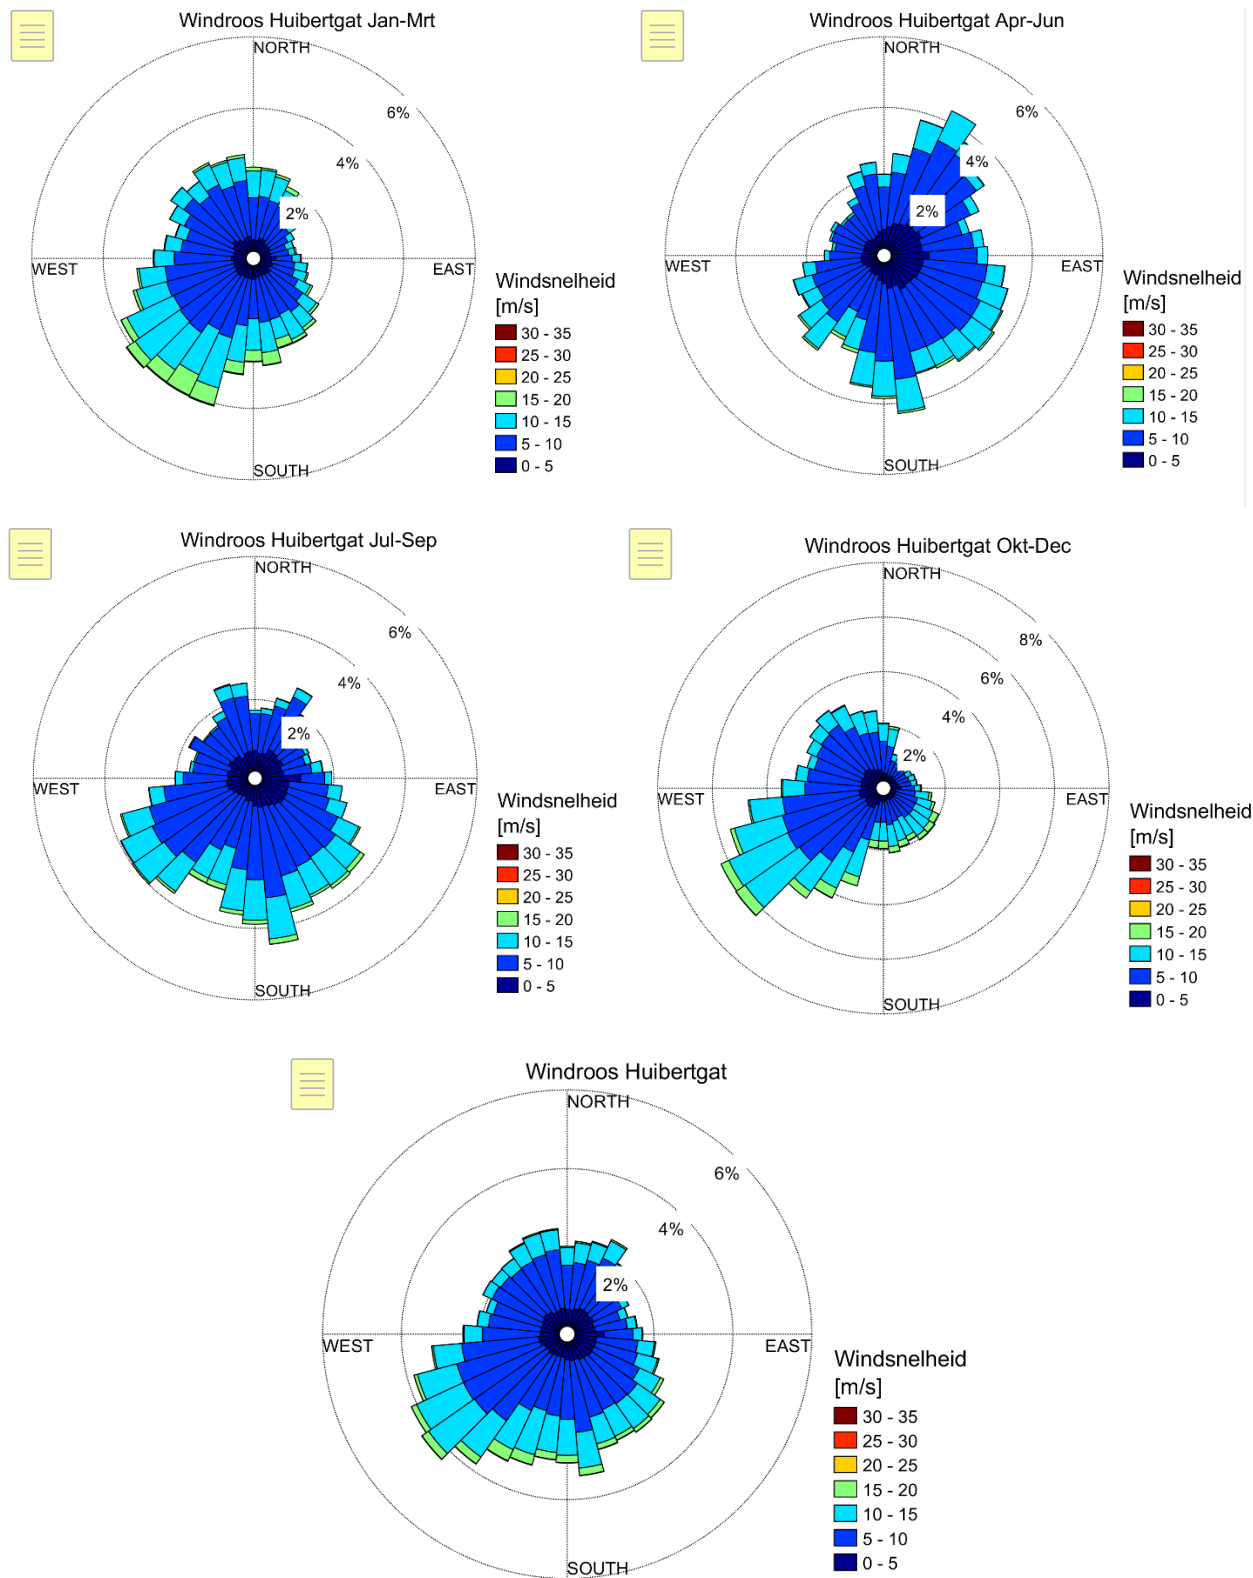 Windroos Huibertgat Jan-Mrt
NORTH
6%
4%
2%
WEST
EAST
SOUTH
Windsnelheid
[m/s]
30 - 35
25 - 30
20 - 25
15 - 20
10 - 15
5 - 10
0 - 5
Windroos Huibertgat Apr-Jun
NORTH
6%
4%
2%
WEST
EAST
SOUTH
Windsnelheid
[m/s]
30 - 35
25 - 30
20 - 25
15 - 20
10 - 15
5 - 10
0 - 5
Windroos Huibertgat Jul-Sep
NORTH
6%
4%
2%
WEST
EAST
SOUTH
Windsnelheid
[m/s]
30 - 35
25 - 30
20 - 25
15 - 20
10 - 15
5 - 10
0 - 5
Windroos Huibertgat Okt-Dec
NORTH
8%
6%
4%
2%
WEST
EAST
SOUTH
Windsnelheid
[m/s]
30 - 35
25 - 30
20 - 25
15 - 20
10 - 15
5 - 10
0 - 5
Windroos Huibertgat
NORTH
6%
4%
2%
WEST
EAST
SOUTH
Windsnelheid
[m/s]
30 - 35
25 - 30
20 - 25
15 - 20
10 - 15
5 - 10
0 - 5